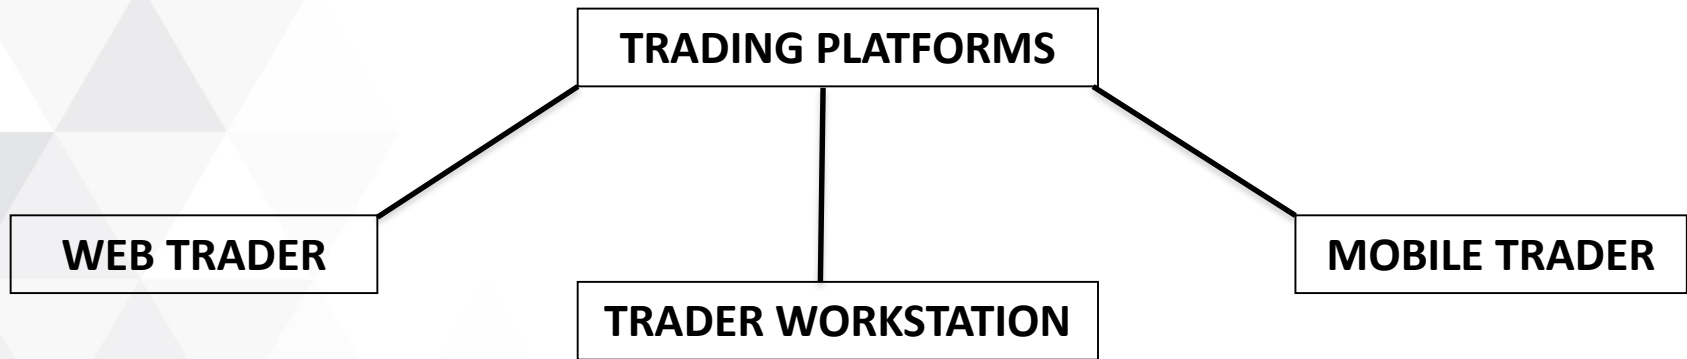 TRADING PLATFORMS
WEB TRADER
TRADER WORKSTATION
MOBILE TRADER